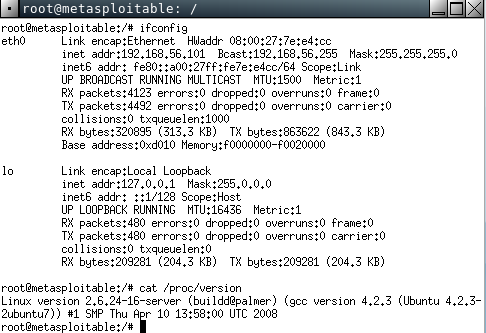 root@metasploitable: /
root@metasploitable:/# ifconfig
eth0      Link encap:Ethernet  HWaddr 08:00:27:7e:e4:cc
          inet addr:192.168.56.101  Bcast:192.168.56.255  Mask:255.255.255.0
          inet6 addr: fe80::a00:27ff:fe7e:e4cc/64 Scope:Link
          UP BROADCAST RUNNING MULTICAST  MTU:1500  Metric:1
          RX packets:4123 errors:0 dropped:0 overruns:0 frame:0
          TX packets:4492 errors:0 dropped:0 overruns:0 carrier:0
          collisions:0 txqueuelen:1000
          RX bytes:320895 (313.3 KB)  TX bytes:863622 (843.3 KB)
          Base address:0xd010 Memory:f0000000-f0020000
lo        Link encap:Local Loopback
          inet addr:127.0.0.1  Mask:255.0.0.0
          inet6 addr: ::1/128 Scope:Host
          UP LOOPBACK RUNNING  MTU:16436  Metric:1
          RX packets:480 errors:0 dropped:0 overruns:0 frame:0
          TX packets:480 errors:0 dropped:0 overruns:0 carrier:0
          collisions:0 txqueuelen:0
          RX bytes:209281 (204.3 KB)  TX bytes:209281 (204.3 KB)
root@metasploitable:/# cat /proc/version
Linux version 2.6.24-16-server (buildd@palmer) (gcc version 4.2.3 (Ubuntu 4.2.3-
2ubuntu7)) #1 SMP Thu Apr 10 13:58:00 UTC 2008
root@metasploitable:/#